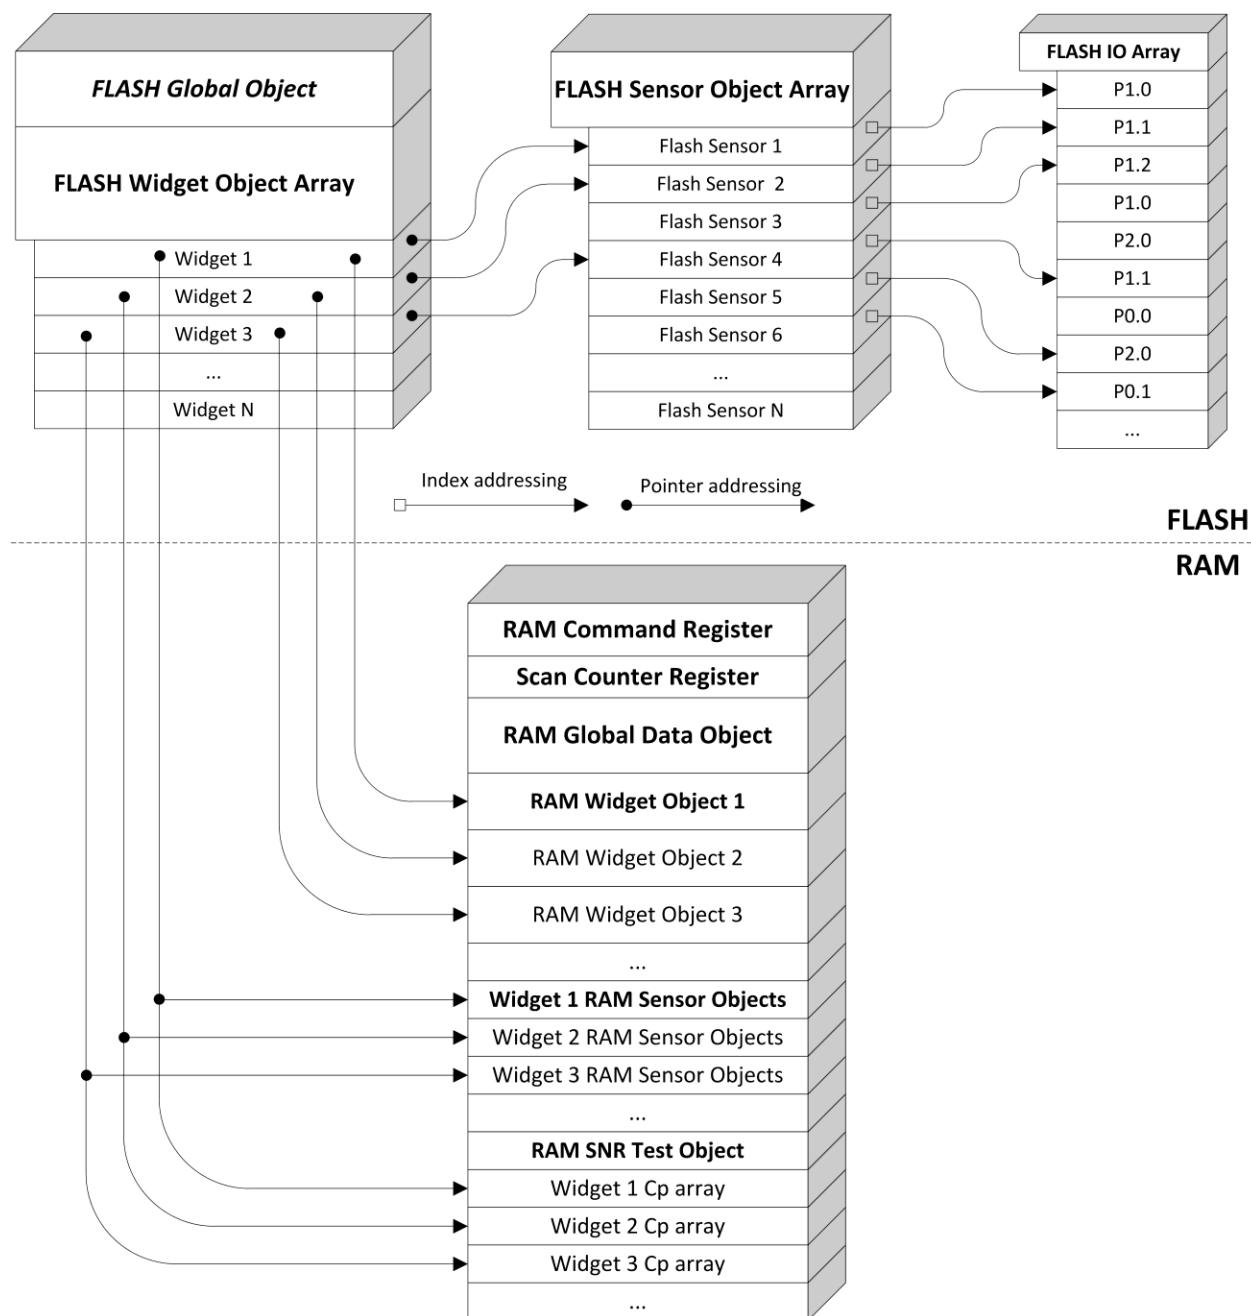 FLASH Global Object
FLASH Widget Object Array
Widget 1
Widget 2
Widget 3
...
Widget N
FLASH Sensor Object Array
Flash Sensor 1
Flash Sensor 2
Flash Sensor 3
Flash Sensor 4
Flash Sensor 5
Flash Sensor 6
...
Flash Sensor N
FLASH IO Array
P1.0
P1.1
P1.2
P1.0
P2.0
P1.1
P0.0
P2.0
P0.1
...
Index addressing
Pointer addressing
FLASH
RAM
RAM Command Register
Scan Counter Register
RAM Global Data Object
RAM Widget Object 1
RAM Widget Object 2
RAM Widget Object 3
...
Widget 1 RAM Sensor Objects
Widget 2 RAM Sensor Objects
Widget 3 RAM Sensor Objects
...
RAM SNR Test Object
Widget 1 Cp array
Widget 2 Cp array
Widget 3 Cp array
...